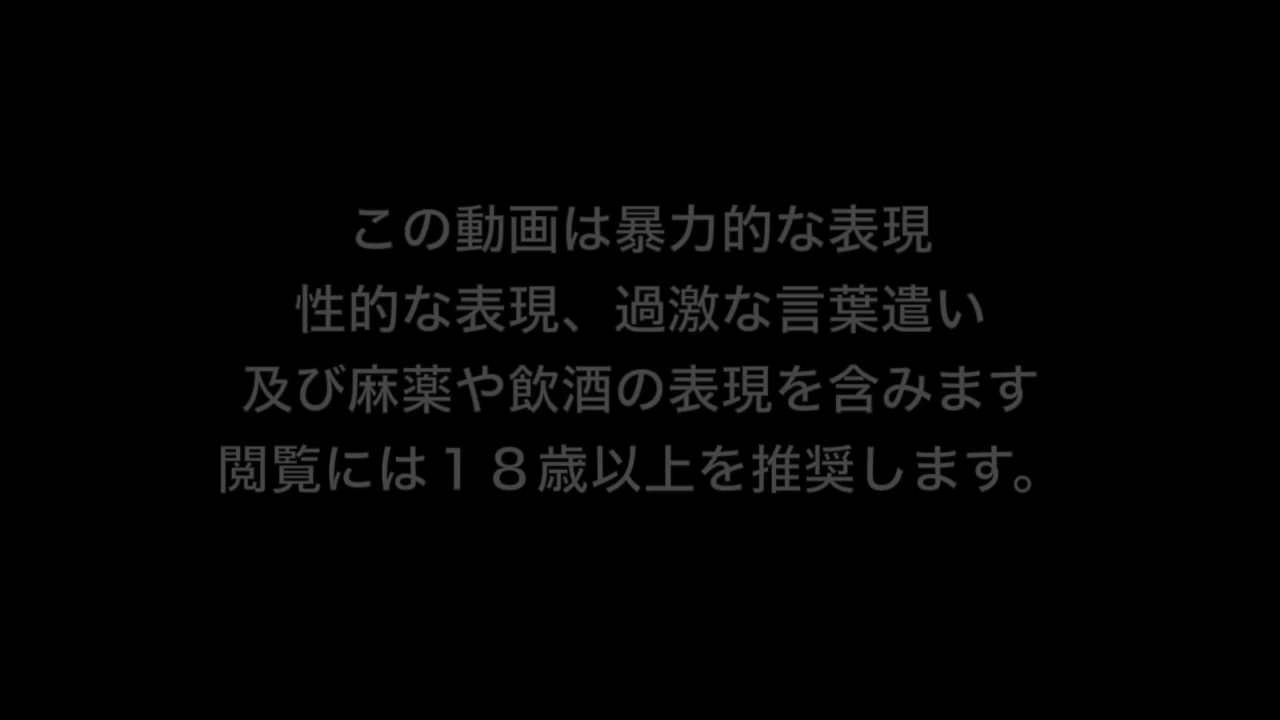 この動画は暴力的な表現
性的な表現、過激な言葉遣い
及び麻薬や飲酒の表現を含みます
閲覧には１８歳以上を推奨します。